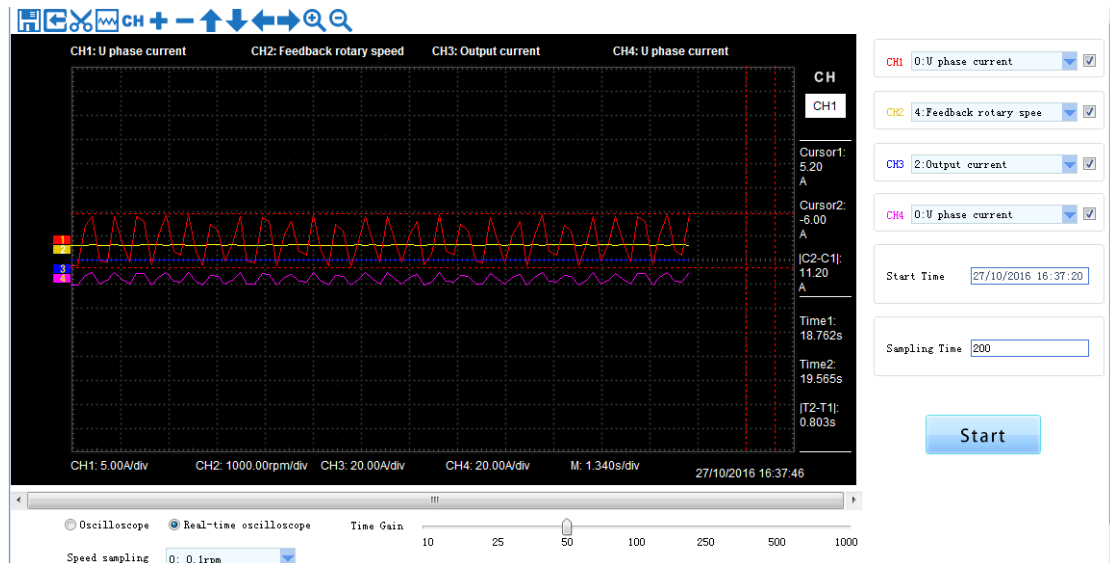 CH
CH1: U phase current CH2: Feedback rotary speed CH3: Output current CH4: U phase current
CH
CH1
Cursor1:
5.20
A
Cursor2:
-6.00
A
|C2-C1|:
11.20
A
Time1:
18.762s
Time2:
19.565s
|T2-T1|:
0.803s
1
2
3
4
CH1: 5.00A/div CH2: 1000.00rpm/div CH3: 20.00A/div CH4: 20.00A/div M: 1.340s/div
27/10/2016 16:37:46
CH1 0:U phase current
CH2 4:Feedback rotary spee
CH3 2:Output current
CH4 0:U phase current
Start Time 27/10/2016 16:37:20
Sampling Time 200
Start
Oscilloscope Real-time oscilloscope Time Gain
10 25 50 100 250 500 1000
Speed sampling 0: 0.1rpm